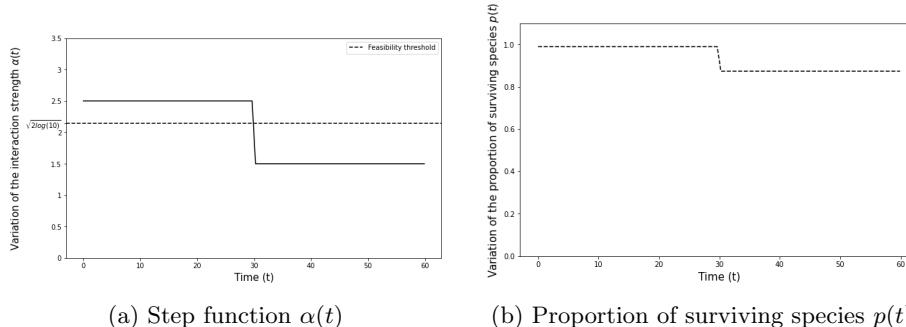 Variation of the interaction strength α(t)
3.5
3
2.5
√2log(10)
2
1.5
1
0.5
0
Feasibility threshold
0 10 20 30 40 50 60
Time (t)
(a) Step function α(t)
Variation of the proportion of surviving species p(t)
1.0
0.8
0.6
0.4
0.2
0.0
0 10 20 30 40 50 60
Time (t)
(b) Proportion of surviving species p(t